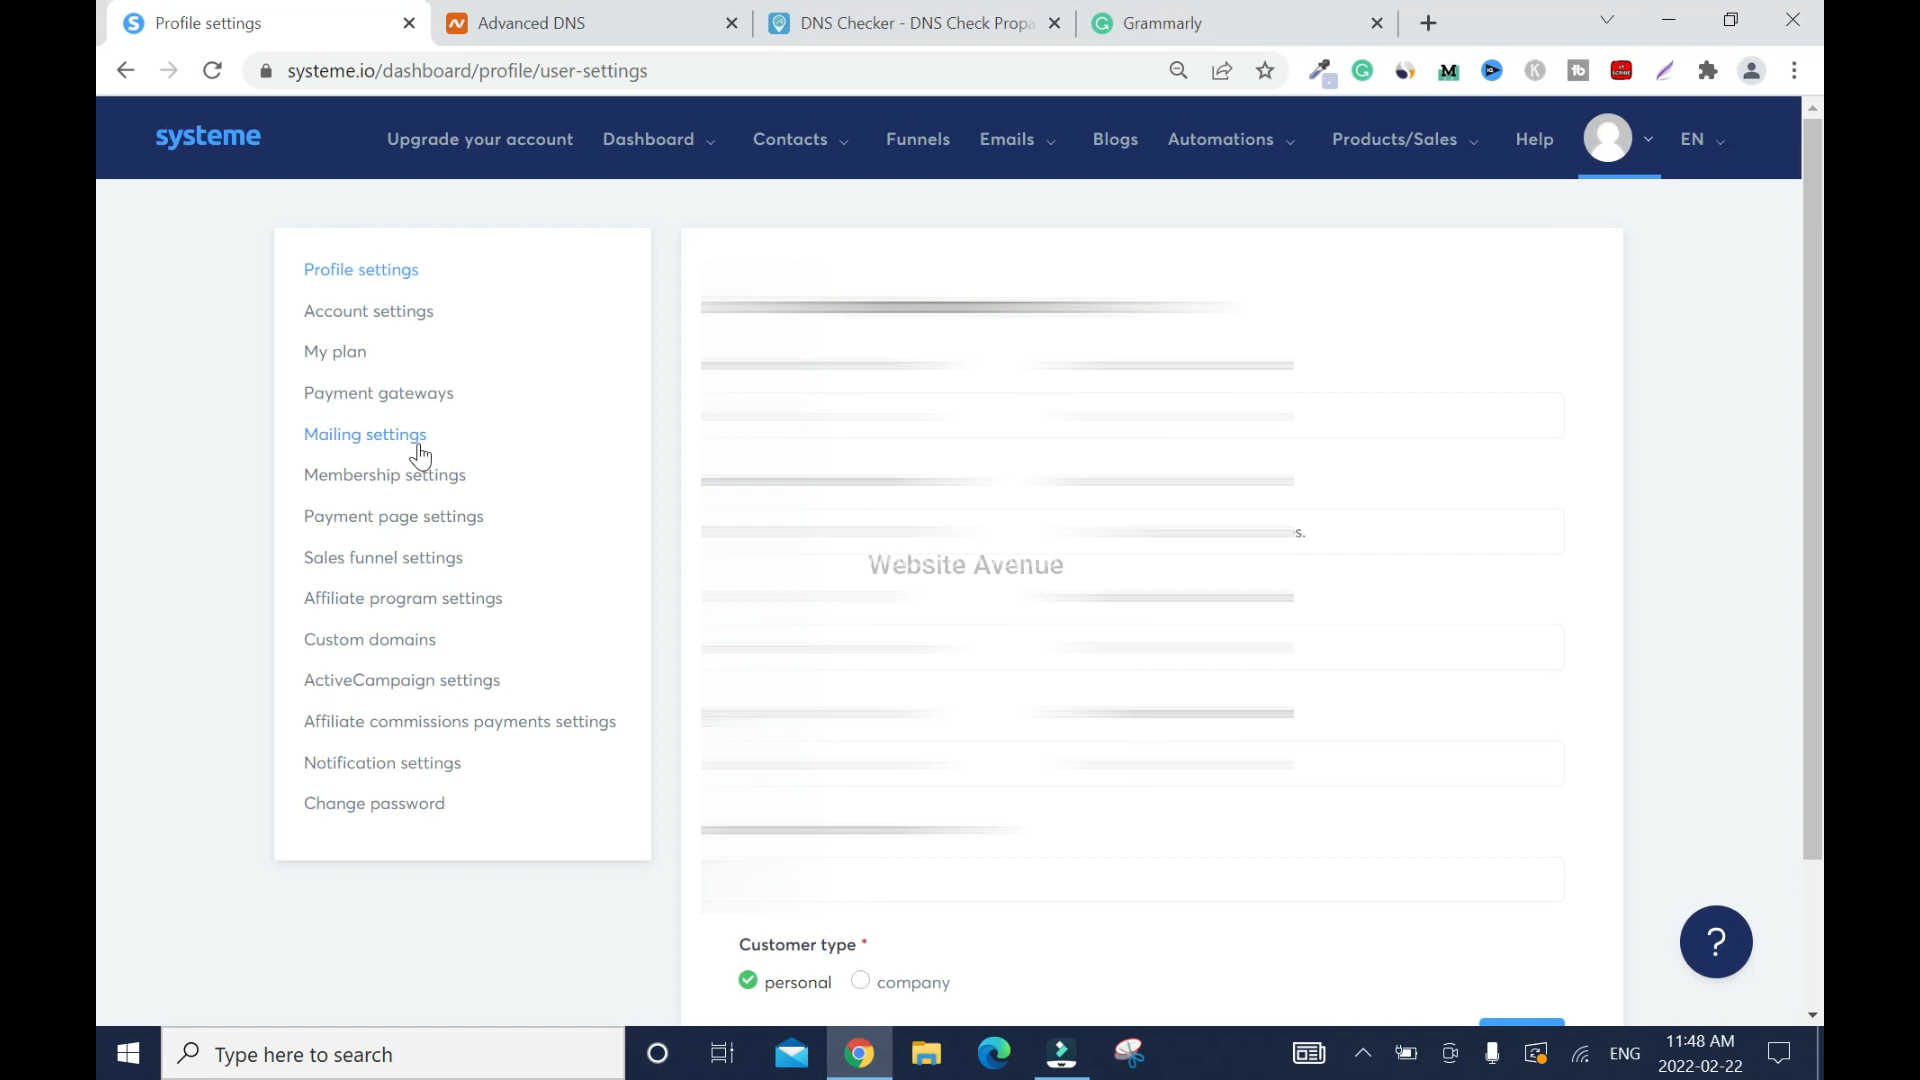 Profile settings
Advanced DNS
DNS Checker - DNS Check Propa
Grammarly
systeme.io/dashboard/profile/user-settings
systeme
Upgrade your account
Dashboard
Contacts
Funnels
Emails
Blogs
Automations
Products/Sales
Help
EN
Profile settings
Account settings
My plan
Payment gateways
Mailing settings
Membership settings
Payment page settings
Sales funnel settings
Affiliate program settings
Custom domains
ActiveCampaign settings
Affiliate commissions payments settings
Notification settings
Change password
s.
Website Avenue
Customer type *
personal
company
?
Type here to search
ENG
11:48 AM
2022-02-22